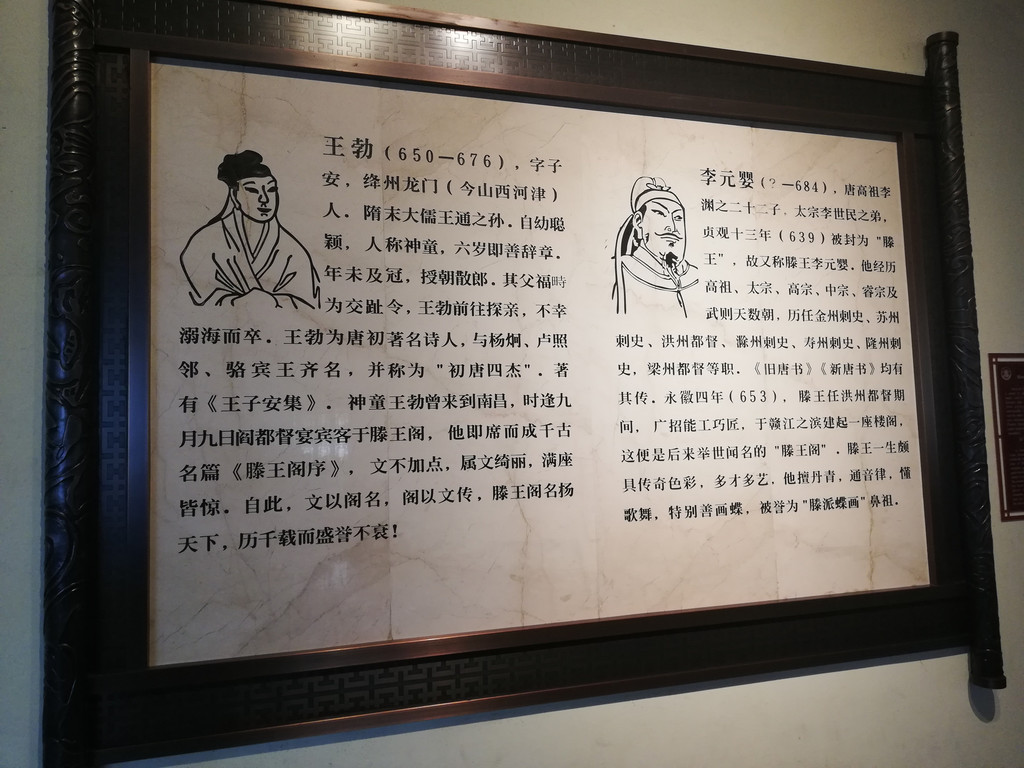 王勃（650—676），字子
安，绛州龙门（今山西河津）
人．隋末大儒王通之孙．自幼聪
颖，人称神童，六岁即善辞章．
年未及冠，授朝散郎．其父福畤
为交趾令，王勃前往探亲，不幸
溺海而卒．王勃为唐初著名诗人，与杨炯、卢照
邻、骆宾王齐名，并称为"初唐四杰"．著
有《王子安集》．神童王勃曾来到南昌，时逢九
月九日阎都督宴宾客于滕王阁，他即席而成千古
名篇《滕王阁序》，文不加点，属文绮丽，满座
皆惊．自此，文以阁名，阁以文传，滕王阁名扬
天下，历千载而盛誉不衰！
李元婴（？—684），唐高祖李
渊之二十二子．太宗李世民之弟，
贞观十三年（639）被封为"滕
王"，故又称滕王李元婴．他经历
高祖、太宗、高宗、中宗、睿宗及
武则天数朝，历任金州刺史、苏州
刺史、洪州都督、滁州刺史、寿州刺史、隆州刺
史，梁州都督等职．《旧唐书》《新唐书》均有
其传．永徽四年（653），滕王任洪州都督期
间，广招能工巧匠，于赣江之滨建起一座楼阁，
这便是后来举世闻名的"滕王阁"．滕王一生颇
具传奇色彩，多才多艺．他擅丹青，通音律，懂
歌舞，特别善画蝶，被誉为"滕派蝶画"鼻祖．